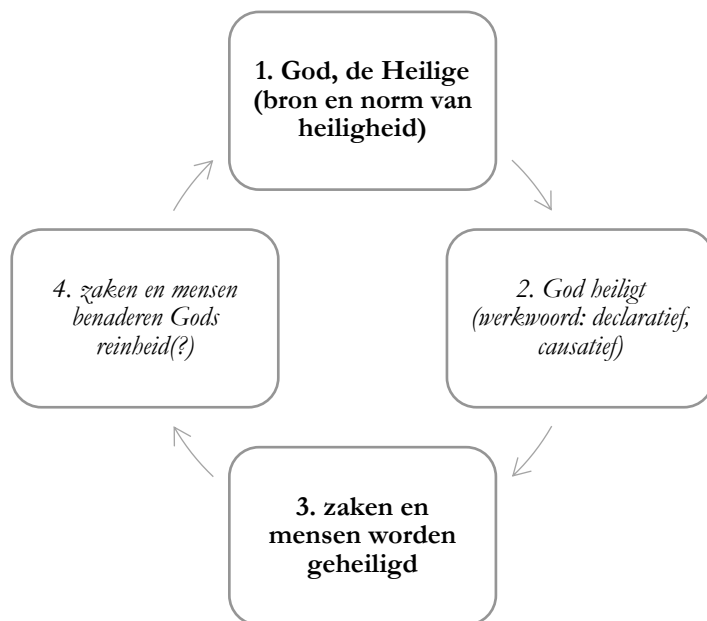 1. God, de Heilige
(bron en norm van
heiligheid)
2. God heiligt
(werkwoord: declaratief,
causatief)
3. zaken en
mensen worden
geheiligd
4. zaken en mensen
benaderen Gods
reinheid(?)